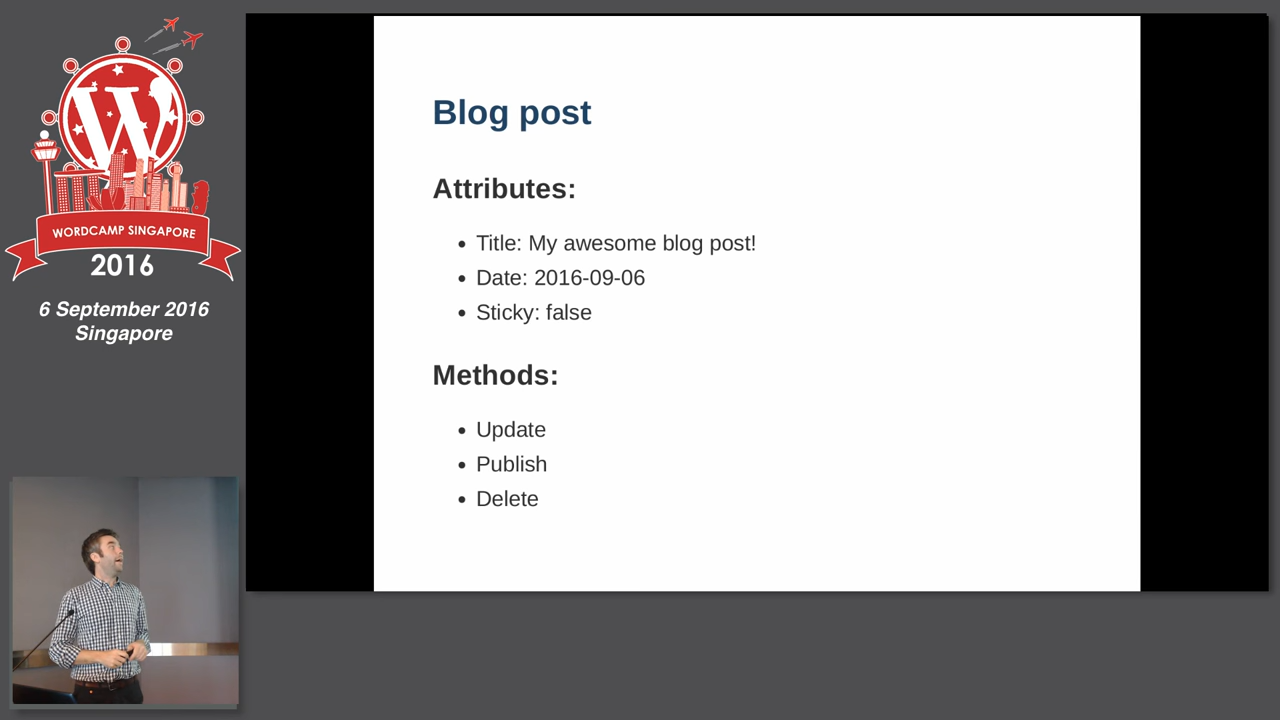 W
WORDCAMP SINGAPORE
2016
6 September 2016
Singapore
Blog post
Attributes:
• Title: My awesome blog post!
• Date: 2016-09-06
• Sticky: false
Methods:
• Update
• Publish
• Delete